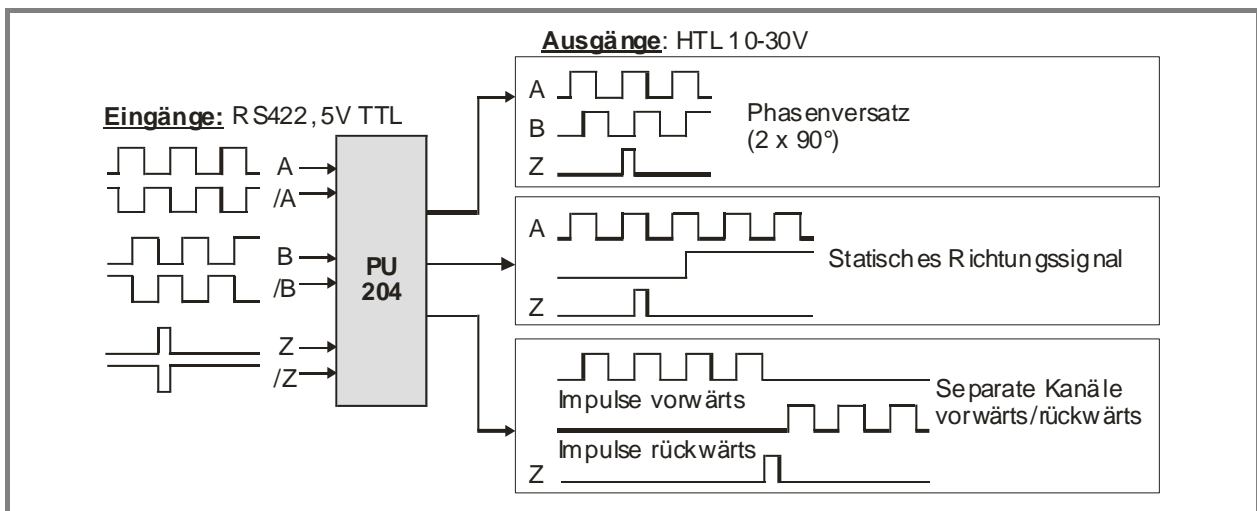 Ausgänge: HTL 10-30V
Eingänge: RS422, 5V TTL
A
/A
B
/B
Z
/Z
PU
204
A
B
Z
Phasenversatz
(2 x 90°)
A
Z
Statisches Richtungssignal
Impulse vorwärts
Impulse rückwärts
Z
Separate Kanäle
vorwärts/rückwärts